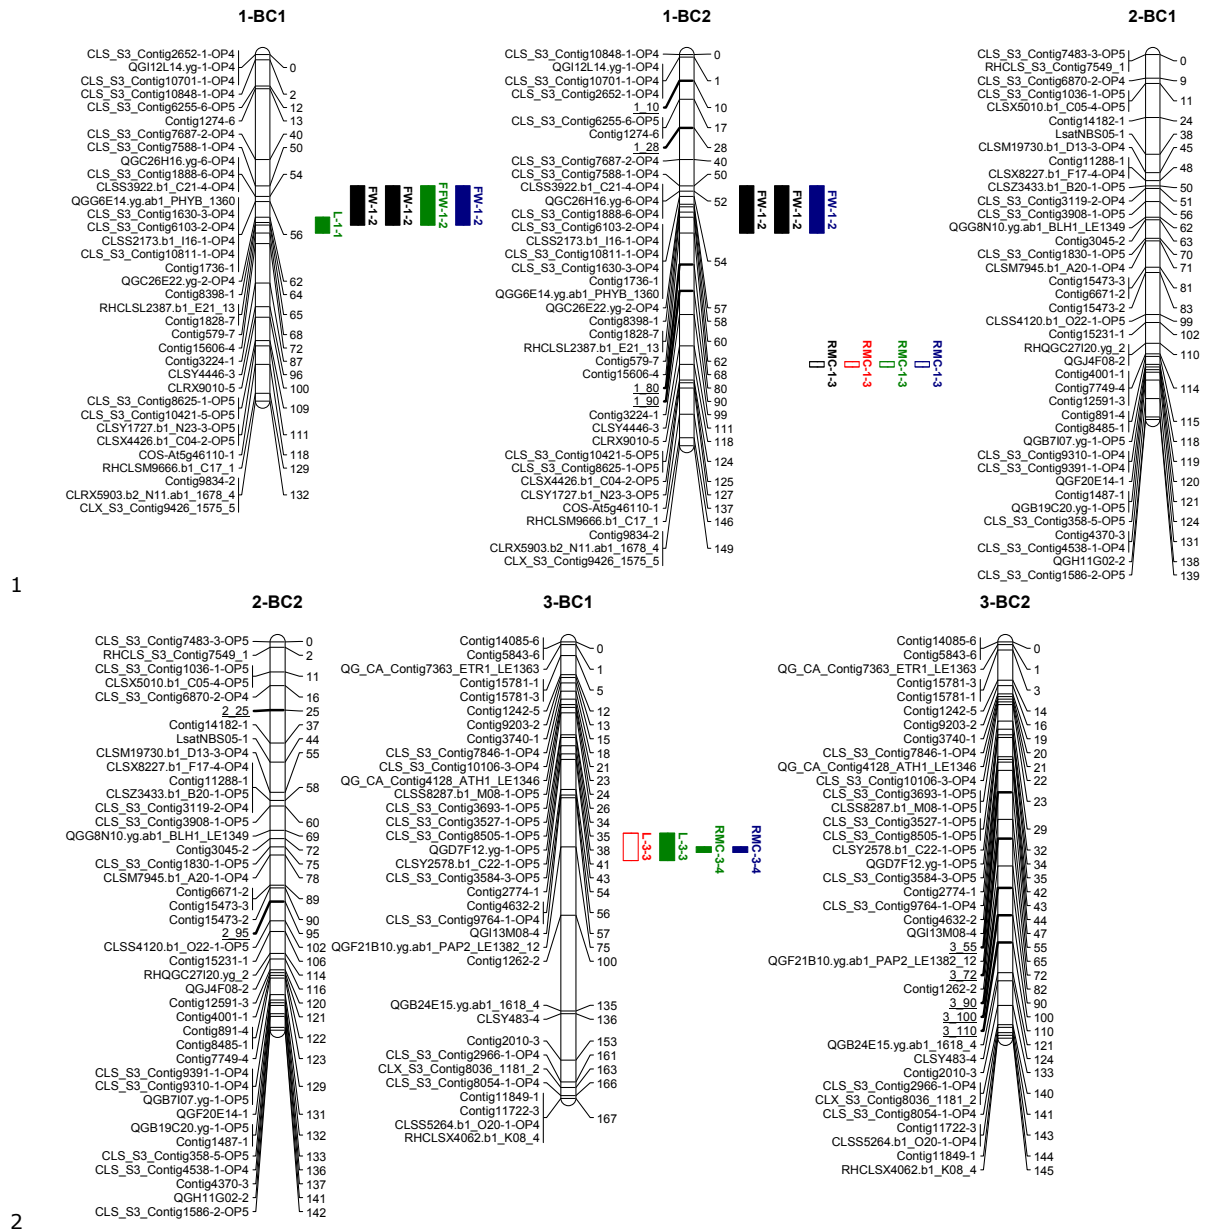 1-BC1
CLS_S3_Contig2652-1-OP4
QGI12L14.yg-1-OP4
CLS_S3_Contig10701-1-OP4
CLS_S3_Contig10848-1-OP4
CLS_S3_Contig6255-6-OP5
Contig1274-6
CLS_S3_Contig7687-2-OP4
CLS_S3_Contig7588-1-OP4
QGC26H16.yg-6-OP4
CLS_S3_Contig1888-6-OP4
CLSS3922.b1_C21-4-OP4
QGG6E14.yg.ab1_PHYB_1360
CLS_S3_Contig1630-3-OP4
CLS_S3_Contig6103-2-OP4
CLSS2173.b1_I16-1-OP4
CLS_S3_Contig10811-1-OP4
Contig1736-1
QGC26E22.yg-2-OP4
Contig8398-1
RHCLSL2387.b1_E21_13
Contig1828-7
Contig579-7
Contig15606-4
Contig3224-1
CLSY4446-3
CLRX9010-5
CLS_S3_Contig8625-1-OP5
CLS_S3_Contig10421-5-OP5
CLSY1727.b1_N23-3-OP5
CLSX4426.b1_C04-2-OP5
COS-At5g46110-1
RHCLSM9666.b1_C17_1
Contig9834-2
CLRX5903.b2_N11.ab1_1678_4
CLX_S3_Contig9426_1575_5
0
2
12
13
40
50
54
56
62
64
65
68
72
87
96
100
109
111
118
129
132
L-1-1
FW-1-2
FW-1-2
FFW-1-2
FW-1-2
1-BC2
CLS_S3_Contig10848-1-OP4
QGI12L14.yg-1-OP4
CLS_S3_Contig10701-1-OP4
CLS_S3_Contig2652-1-OP4
1_10
CLS_S3_Contig6255-6-OP5
Contig1274-6
1_28
CLS_S3_Contig7687-2-OP4
CLS_S3_Contig7588-1-OP4
CLSS3922.b1_C21-4-OP4
QGC26H16.yg-6-OP4
CLS_S3_Contig1888-6-OP4
CLS_S3_Contig6103-2-OP4
CLSS2173.b1_I16-1-OP4
CLS_S3_Contig10811-1-OP4
CLS_S3_Contig1630-3-OP4
Contig1736-1
QGG6E14.yg.ab1_PHYB_1360
QGC26E22.yg-2-OP4
Contig8398-1
Contig1828-7
RHCLSL2387.b1_E21_13
Contig579-7
Contig15606-4
1_80
1_90
Contig3224-1
CLSY4446-3
CLRX9010-5
CLS_S3_Contig10421-5-OP5
CLS_S3_Contig8625-1-OP5
CLSX4426.b1_C04-2-OP5
CLSY1727.b1_N23-3-OP5
COS-At5g46110-1
RHCLSM9666.b1_C17_1
Contig9834-2
CLRX5903.b2_N11.ab1_1678_4
CLX_S3_Contig9426_1575_5
0
1
10
17
28
40
50
52
54
57
58
60
62
68
80
90
99
111
118
124
125
127
137
146
149
FW-1-2
FW-1-2
FW-1-2
RMC-1-3
RMC-1-3
RMC-1-3
RMC-1-3
2-BC1
CLS_S3_Contig7483-3-OP5
RHCLS_S3_Contig7549_1
CLS_S3_Contig6870-2-OP4
CLS_S3_Contig1036-1-OP5
CLSX5010.b1_C05-4-OP5
Contig14182-1
LsatNBS05-1
CLSM19730.b1_D13-3-OP4
Contig11288-1
CLSX8227.b1_F17-4-OP4
CLSZ3433.b1_B20-1-OP5
CLS_S3_Contig3119-2-OP4
CLS_S3_Contig3908-1-OP5
QGG8N10.yg.ab1_BLH1_LE1349
Contig3045-2
CLS_S3_Contig1830-1-OP5
CLSM7945.b1_A20-1-OP4
Contig15473-3
Contig6671-2
Contig15473-2
CLSS4120.b1_O22-1-OP5
Contig15231-1
RHQGC27I20.yg_2
QGJ4F08-2
Contig4001-1
Contig7749-4
Contig12591-3
Contig891-4
Contig8485-1
QGB7I07.yg-1-OP5
CLS_S3_Contig9310-1-OP4
CLS_S3_Contig9391-1-OP4
QGF20E14-1
Contig1487-1
QGB19C20.yg-1-OP5
CLS_S3_Contig358-5-OP5
Contig4370-3
CLS_S3_Contig4538-1-OP4
QGH11G02-2
CLS_S3_Contig1586-2-OP5
0
9
11
24
38
45
48
50
51
56
62
63
70
71
81
83
99
102
110
114
115
118
119
120
121
124
131
138
139
1
2-BC2
CLS_S3_Contig7483-3-OP5
RHCLS_S3_Contig7549_1
CLS_S3_Contig1036-1-OP5
CLSX5010.b1_C05-4-OP5
CLS_S3_Contig6870-2-OP4
2_25
Contig14182-1
LsatNBS05-1
CLSM19730.b1_D13-3-OP4
CLSX8227.b1_F17-4-OP4
Contig11288-1
CLSZ3433.b1_B20-1-OP5
CLS_S3_Contig3119-2-OP4
CLS_S3_Contig3908-1-OP5
QGG8N10.yg.ab1_BLH1_LE1349
Contig3045-2
CLS_S3_Contig1830-1-OP5
CLSM7945.b1_A20-1-OP4
Contig6671-2
Contig15473-3
Contig15473-2
2_95
CLSS4120.b1_O22-1-OP5
Contig15231-1
RHQGC27I20.yg_2
QGJ4F08-2
Contig12591-3
Contig4001-1
Contig891-4
Contig8485-1
Contig7749-4
CLS_S3_Contig9391-1-OP4
CLS_S3_Contig9310-1-OP4
QGB7I07.yg-1-OP5
QGF20E14-1
QGB19C20.yg-1-OP5
Contig1487-1
CLS_S3_Contig358-5-OP5
CLS_S3_Contig4538-1-OP4
Contig4370-3
QGH11G02-2
CLS_S3_Contig1586-2-OP5
0
2
11
16
25
37
44
55
58
60
69
72
75
78
89
90
95
102
106
114
116
120
121
122
123
129
131
132
133
136
137
141
142
3-BC1
Contig14085-6
Contig5843-6
QG_CA_Contig7363_ETR1_LE1363
Contig15781-1
Contig15781-3
Contig1242-5
Contig9203-2
Contig3740-1
CLS_S3_Contig7846-1-OP4
CLS_S3_Contig10106-3-OP4
QG_CA_Contig4128_ATH1_LE1346
CLSS8287.b1_M08-1-OP5
CLS_S3_Contig3693-1-OP5
CLS_S3_Contig3527-1-OP5
CLS_S3_Contig8505-1-OP5
QGD7F12.yg-1-OP5
CLSY2578.b1_C22-1-OP5
CLS_S3_Contig3584-3-OP5
Contig2774-1
Contig4632-2
CLS_S3_Contig9764-1-OP4
QGI13M08-4
QGF21B10.yg.ab1_PAP2_LE1382_12
Contig1262-2
QGB24E15.yg.ab1_1618_4
CLSY483-4
Contig2010-3
CLS_S3_Contig2966-1-OP4
CLX_S3_Contig8036_1181_2
CLS_S3_Contig8054-1-OP4
Contig11849-1
Contig11722-3
CLSS5264.b1_O20-1-OP4
RHCLSX4062.b1_K08_4
0
1
5
12
13
15
18
21
23
24
26
34
35
38
41
43
54
56
57
75
100
135
136
153
161
163
166
167
L-3-3
L-3-3
RMC-3-4
RMC-3-4
3-BC2
Contig14085-6
Contig5843-6
QG_CA_Contig7363_ETR1_LE1363
Contig15781-3
Contig15781-1
Contig1242-5
Contig9203-2
Contig3740-1
CLS_S3_Contig7846-1-OP4
QG_CA_Contig4128_ATH1_LE1346
CLS_S3_Contig10106-3-OP4
CLS_S3_Contig3693-1-OP5
CLSS8287.b1_M08-1-OP5
CLS_S3_Contig3527-1-OP5
CLS_S3_Contig8505-1-OP5
CLSY2578.b1_C22-1-OP5
QGD7F12.yg-1-OP5
CLS_S3_Contig3584-3-OP5
Contig2774-1
CLS_S3_Contig9764-1-OP4
Contig4632-2
QGI13M08-4
3_55
QGF21B10.yg.ab1_PAP2_LE1382_12
3_72
Contig1262-2
3_90
3_100
3_110
QGB24E15.yg.ab1_1618_4
CLSY483-4
Contig2010-3
CLS_S3_Contig2966-1-OP4
CLX_S3_Contig8036_1181_2
CLS_S3_Contig8054-1-OP4
Contig11722-3
CLSS5264.b1_O20-1-OP4
Contig11849-1
RHCLSX4062.b1_K08_4
0
1
3
14
16
19
20
21
22
23
29
32
34
35
42
43
44
47
55
65
72
82
90
100
110
121
124
133
140
141
143
144
145
2